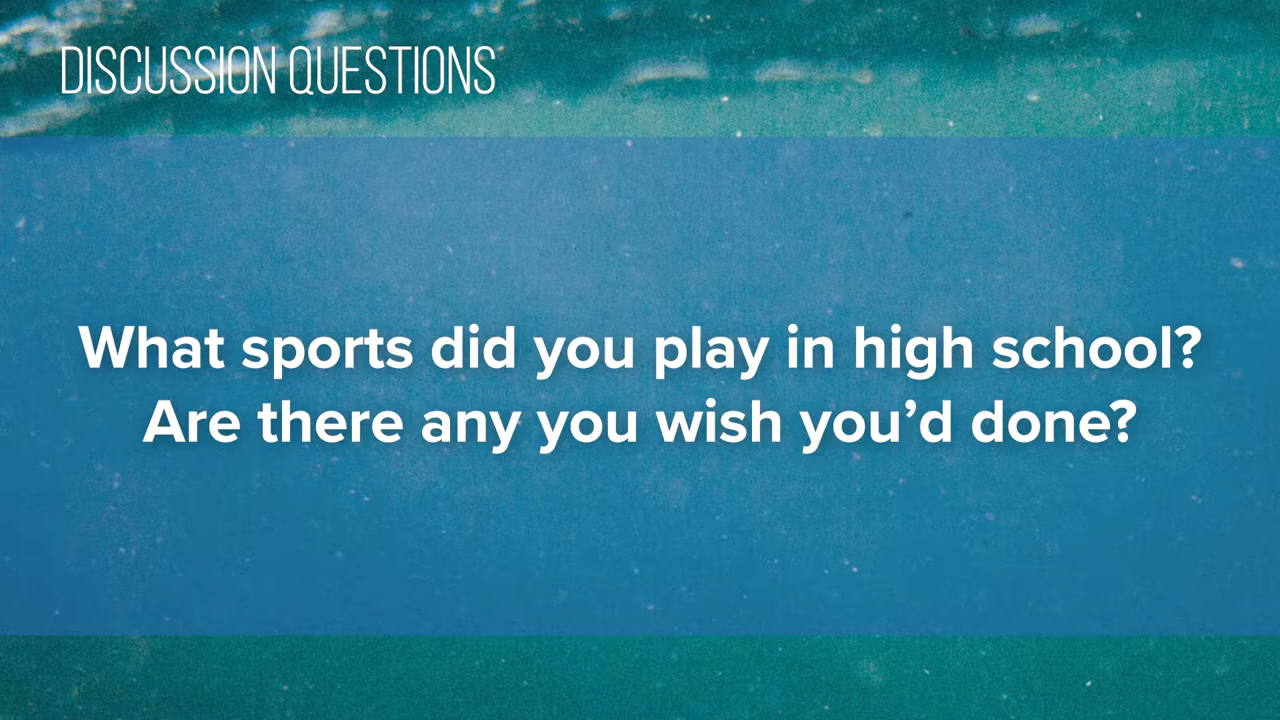 DISCUSSION QUESTIONS
What sports did you play in high school?
Are there any you wish you’d done?